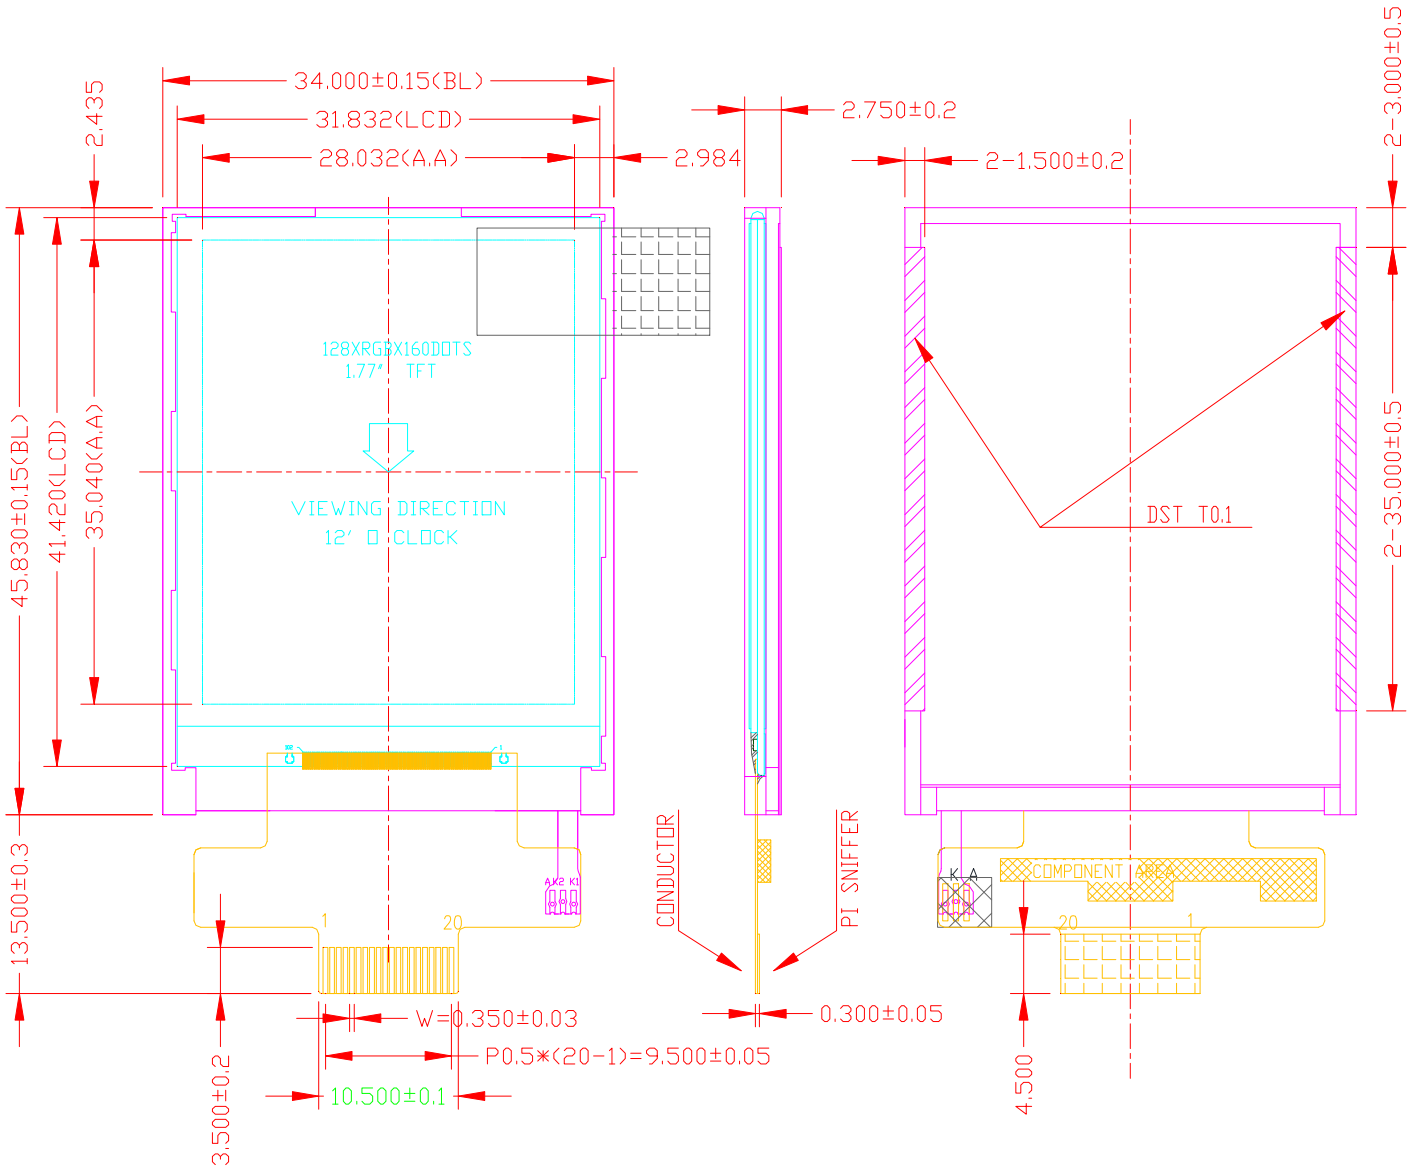 34.000±0.15(BL)
31.832(LCD)
28.032(A.A)
2.984
2.435
2.750±0.2
2-1.500±0.2
2-3.000±0.5
128XRGBX160DOTS
1.77" TFT
VIEWING DIRECTION
12' O CLOCK
45.830±0.15(BL)
41.420(LCD)
35.040(A.A)
2-35.000±0.5
DST T0.1
13.500±0.3
CONDUCTOR
PI SNIFFER
A K2 K1
K A
COMPONENT AREA
1 20
20 1
W=0.350±0.03
0.300±0.05
P0.5*(20-1)=9.500±0.05
10.500±0.1
3.500±0.2
4.500